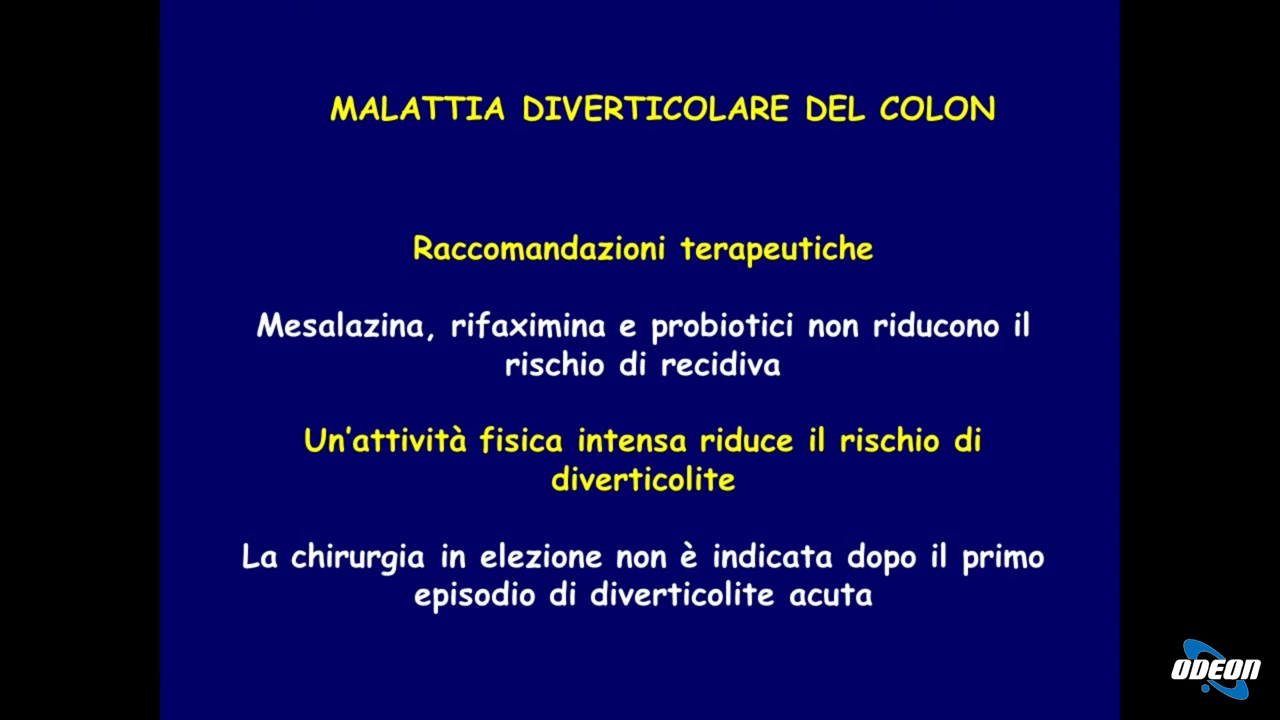 MALATTIA DIVERTICOLARE DEL COLON
Raccomandazioni terapeutiche
Mesalazina, rifaximina e probiotici non riducono il
rischio di recidiva
Un'attività fisica intensa riduce il rischio di
diverticolite
La chirurgia in elezione non è indicata dopo il primo
episodio di diverticolite acuta
ODEON